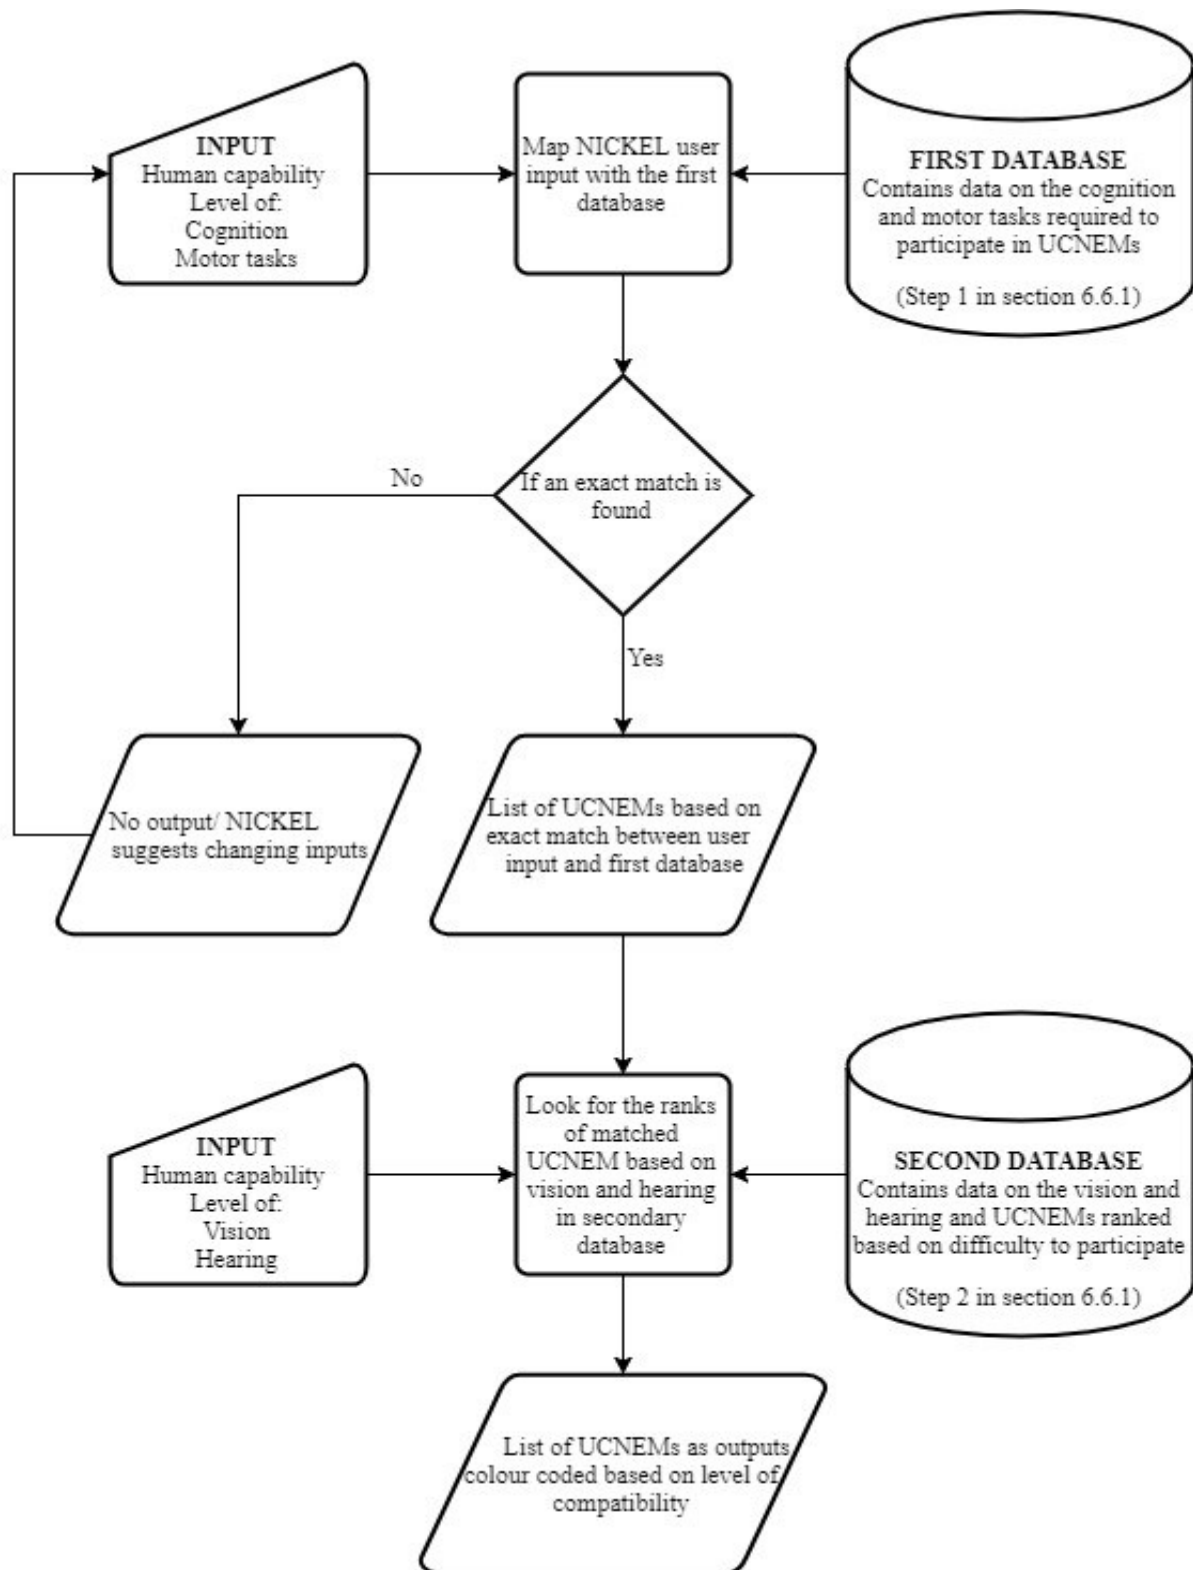 INPUT
Human capability
Level of:
Cognition
Motor tasks
Map NICKEL user
input with the first
database
FIRST DATABASE
Contains data on the cognition
and motor tasks required to
participate in UCNEMs
(Step 1 in section 6.6.1)
If an exact match is
found
No
Yes
No output/ NICKEL
suggests changing inputs
List of UCNEMs based on
exact match between user
input and first database
INPUT
Human capability
Level of:
Vision
Hearing
Look for the ranks
of matched
UCNEM based on
vision and hearing
in secondary
database
SECOND DATABASE
Contains data on the vision and
hearing and UCNEMs ranked
based on difficulty to participate
(Step 2 in section 6.6.1)
List of UCNEMs as outputs
colour coded based on level of
compatibility